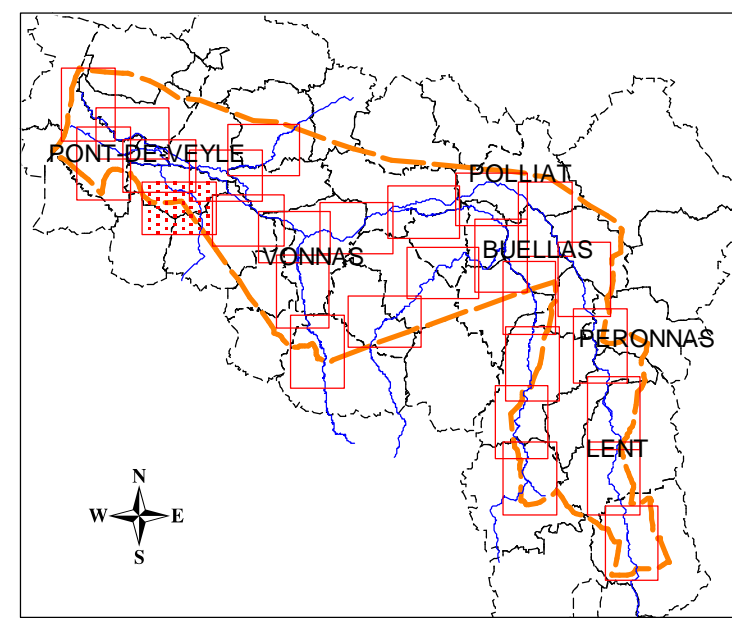 PONT-DE-VEYLE
POLLIAT
VONNAS
BUELLAS
PERONNAS
LENT
N
W E
S